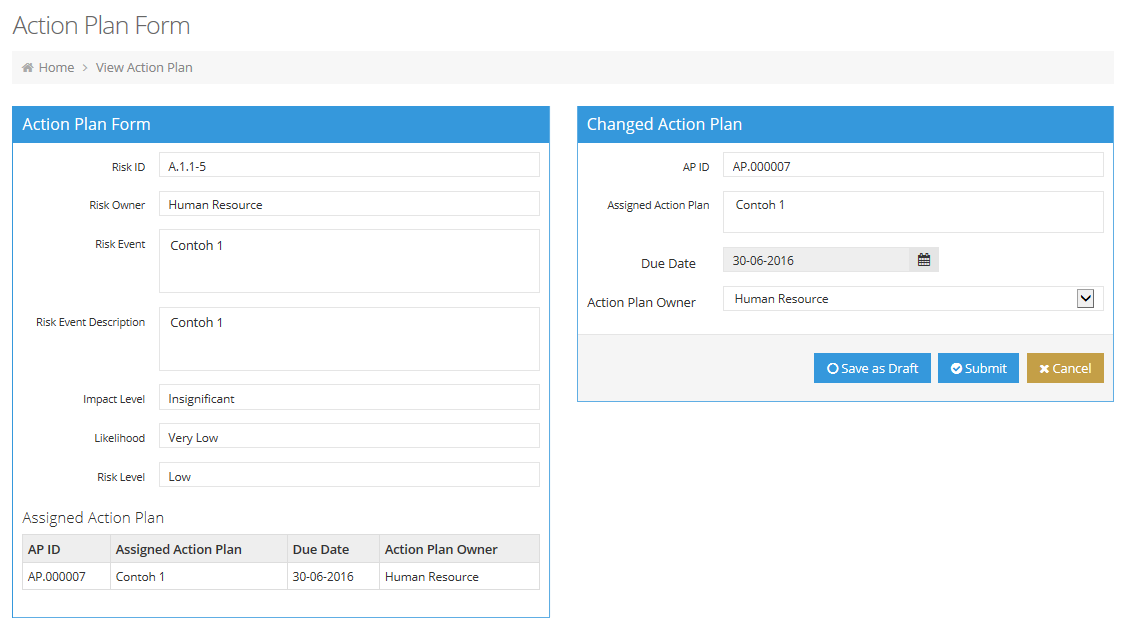 Action Plan Form
Home > View Action Plan
Action Plan Form
Risk ID A.1.1-5
Risk Owner Human Resource
Risk Event Contoh 1
Risk Event Description Contoh 1
Impact Level Insignificant
Likelihood Very Low
Risk Level Low
Assigned Action Plan
AP ID Assigned Action Plan Due Date Action Plan Owner
AP.000007 Contoh 1 30-06-2016 Human Resource
Changed Action Plan
AP ID AP.000007
Assigned Action Plan Contoh 1
Due Date 30-06-2016
Action Plan Owner Human Resource
Save as Draft Submit Cancel